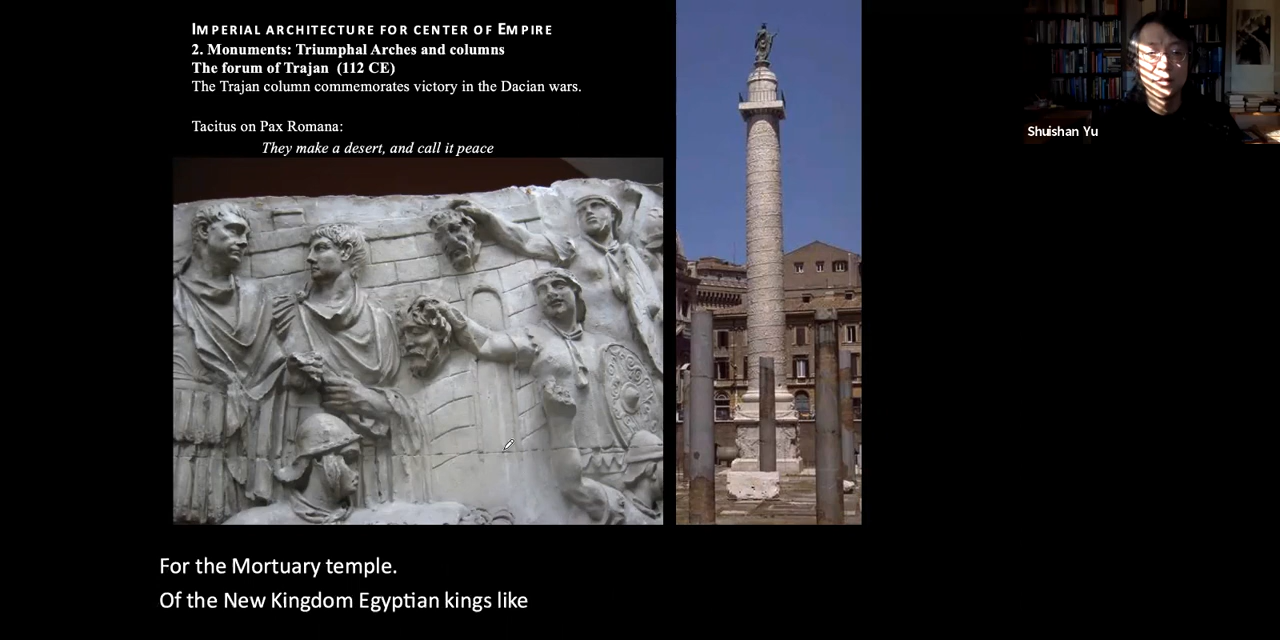 IMPERIAL ARCHITECTURE FOR CENTER OF EMPIRE
2. Monuments: Triumphal Arches and columns
The forum of Trajan (112 CE)
The Trajan column commemorates victory in the Dacian wars.
Tacitus on Pax Romana:
They make a desert, and call it peace
Shuishan Yu
For the Mortuary temple.
Of the New Kingdom Egyptian kings like